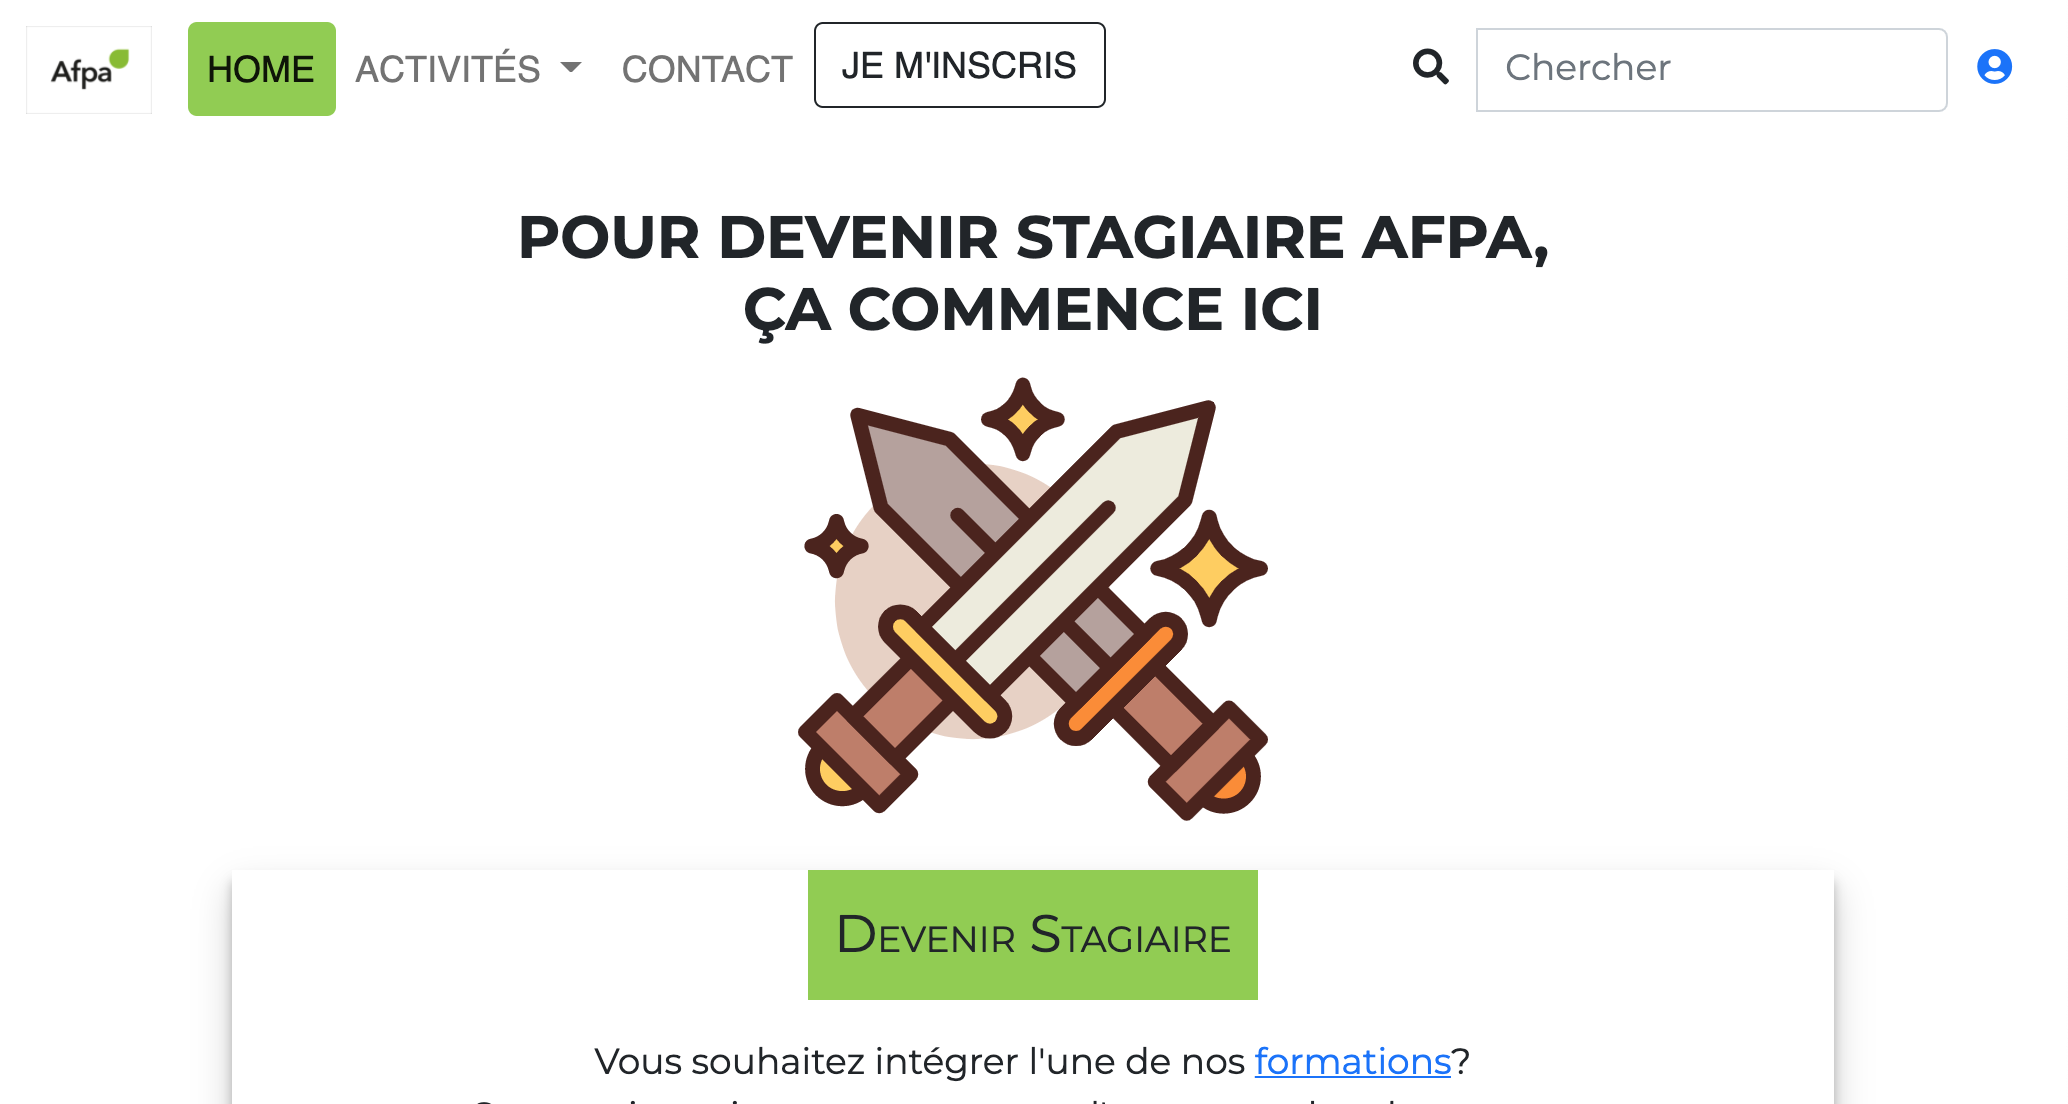 Afpa HOME ACTIVITÉS CONTACT JE M'INSCRIS Chercher
POUR DEVENIR STAGIAIRE AFPA,
ÇA COMMENCE ICI
Devenir Stagiaire
Vous souhaitez intégrer l'une de nos formations?